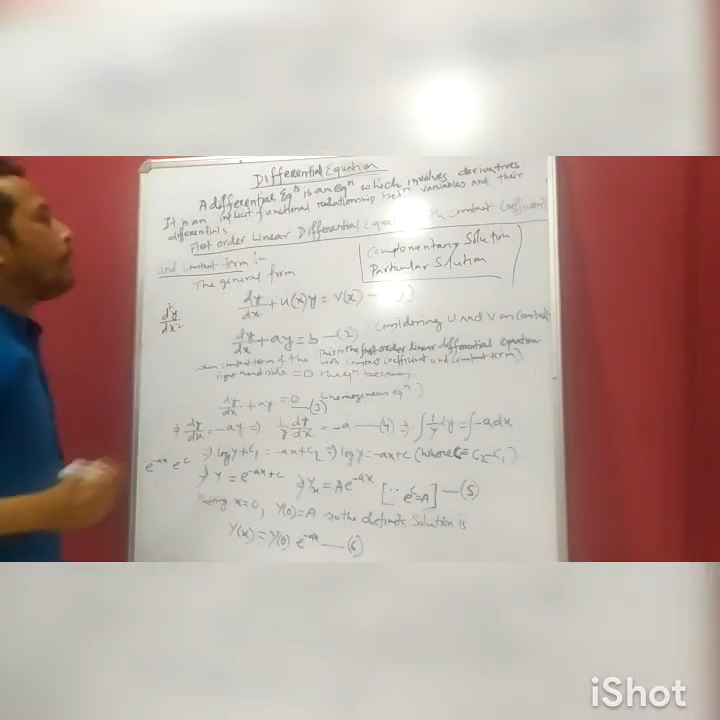 Differential Equation
A differential Eqⁿ is an eqⁿ which involves derivatives
It is an implicit functional relationship betⁿ variables and their
differentials
First order Linear Differential Equation with constant Coefficient
and constant term :-
Complementary Solution
Particular Solution
The general form
dy/dx + u(x)y = v(x) — (1)
d²y/dx²
Considering U and V as constant
dy/dx + ay = b — (2)
This is the first order linear differential equation
with constant coefficient and constant term)
when constant term of the
right hand side = 0 the eqⁿ becomes
dy/dx + ay = 0 — (3) (homogeneous eqⁿ)
⇒ dy/dx = -ay ⇒ 1/y dy/dx = -a — (4) ⇒ ∫ 1/y dy = ∫ -a dx
⇒ log y + C₁ = -ax + C₂ ⇒ log y = -ax + C (where C = C₂ - C₁)
e^-ax e^c
⇒ Y = e^-ax+c ⇒ Yx = Ae^-ax [∵ e^c = A] — (5)
x = 0, Y(0) = A so the definite Solution is
Y(x) = Y(0) e^-ax — (6)
iShot